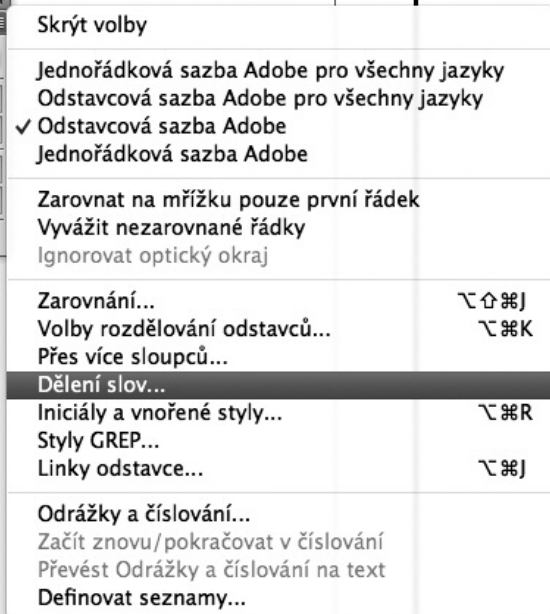 Skrýt volby
Jednořádková sazba Adobe pro všechny jazyky
Odstavcová sazba Adobe pro všechny jazyky
✓ Odstavcová sazba Adobe
Jednořádková sazba Adobe
Zarovnat na mřížku pouze první řádek
Vyvážit nezarovnané řádky
Ignorovat optický okraj
Zarovnání... ⌥⇧⌘J
Volby rozdělování odstavců... ⌥⌘K
Přes více sloupců...
Dělení slov...
Iniciály a vnořené styly... ⌥⌘R
Styly GREP...
Linky odstavce... ⌥⌘J
Odrážky a číslování...
Začít znovu/pokračovat v číslování
Převést Odrážky a číslování na text
Definovat seznamy...